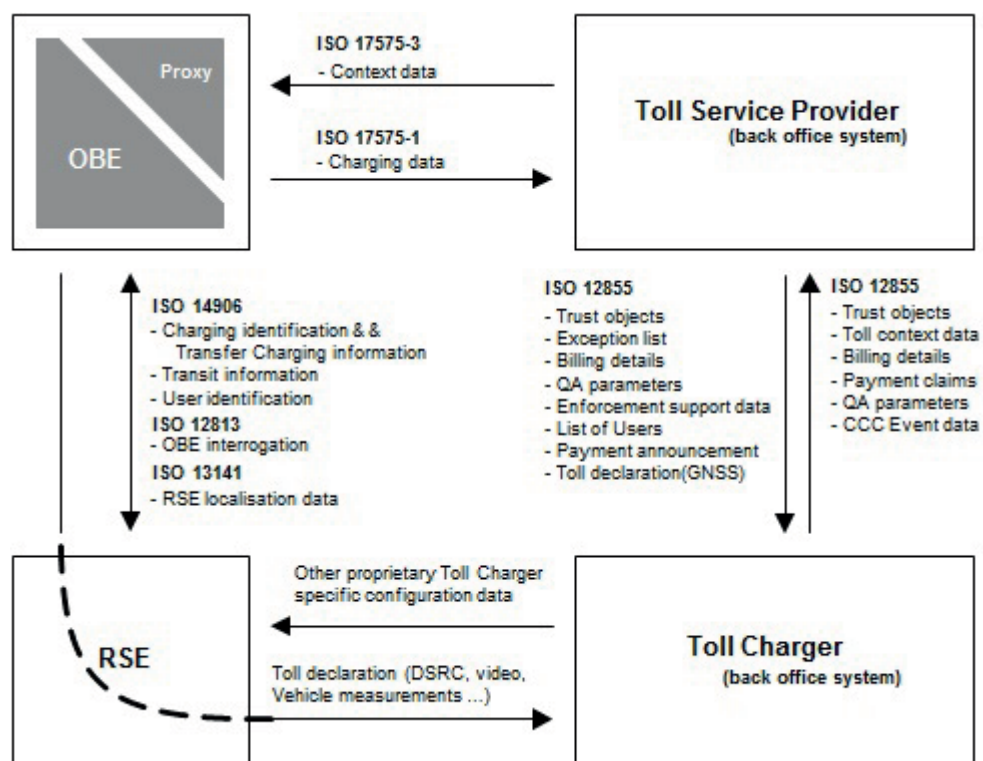 Proxy
OBE
ISO 17575-3
- Context data
ISO 17575-1
- Charging data
Toll Service Provider
(back office system)
ISO 14906
- Charging identification & &
Transfer Charging information
- Transit information
- User identification
ISO 12813
- OBE interrogation
ISO 13141
- RSE localisation data
ISO 12855
- Trust objects
- Exception list
- Billing details
- QA parameters
- Enforcement support data
- List of Users
- Payment announcement
- Toll declaration(GNSS)
ISO 12855
- Trust objects
- Toll context data
- Billing details
- Payment claims
- QA parameters
- CCC Event data
RSE
Other proprietary Toll Charger
specific configuration data
Toll declaration (DSRC, video,
Vehicle measurements ...)
Toll Charger
(back office system)